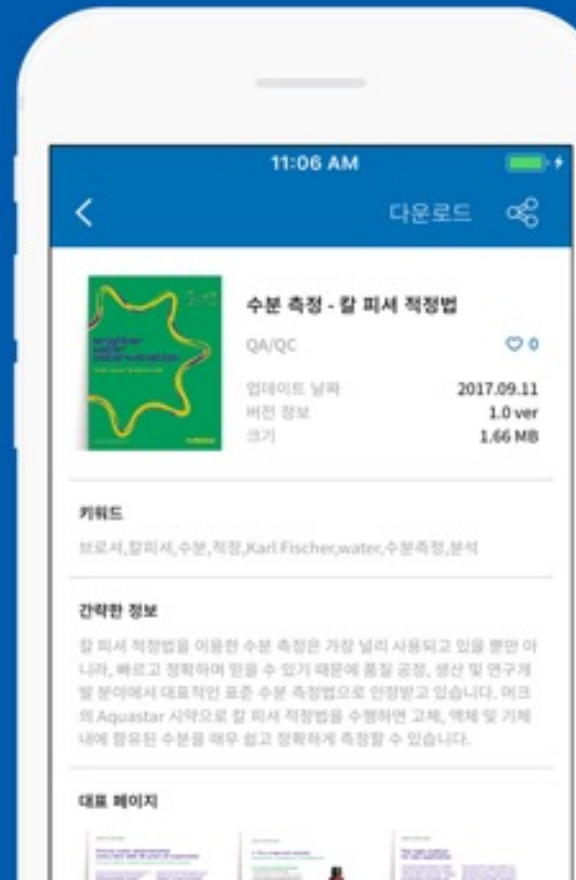 11:06 AM
다운로드
수분 측정 - 칼 피셔 적정법
QA/QC
0
업데이트 날짜 2017.09.11
버전 정보 1.0 ver
크기 1.66 MB
키워드
브로셔,칼피셔,수분,적정,Karl Fischer,water,수분측정,분석
간략한 정보
칼 피셔 적정법을 이용한 수분 측정은 가장 널리 사용되고 있을 뿐만 아
니라, 빠르고 정확하며 믿을 수 있기 때문에 품질 공정, 생산 및 연구개
발 분야에서 대표적인 표준 수분 측정법으로 인정받고 있습니다. 머크
의 Aquastar 시약으로 칼 피셔 적정법을 수행하면 고체, 액체 및 기체
내에 함유된 수분을 매우 쉽고 정확하게 측정할 수 있습니다.
대표 페이지